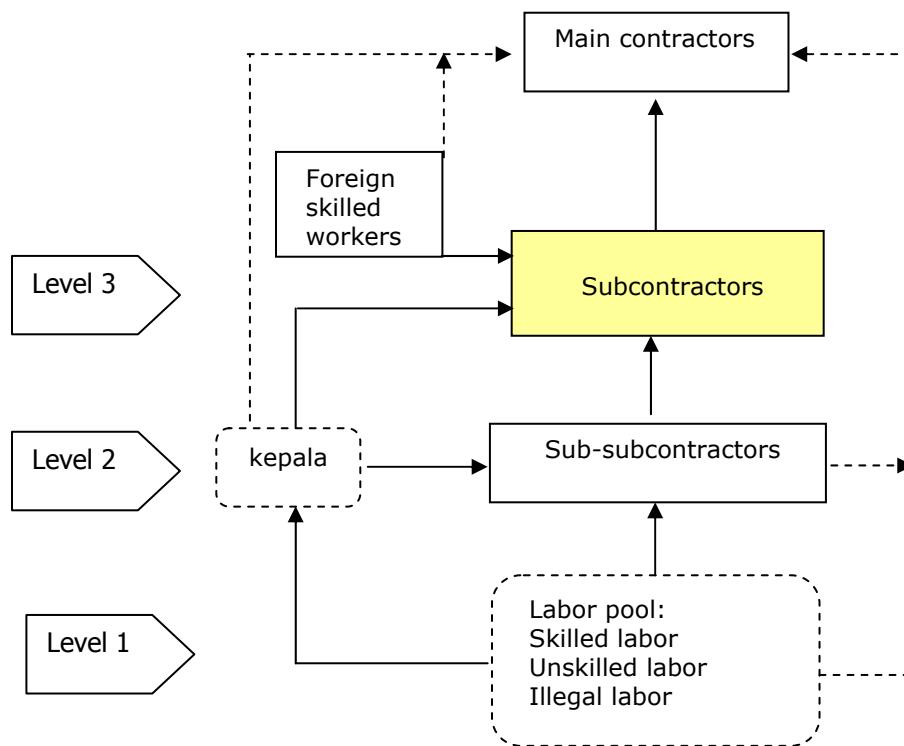 Main contractors
Foreign
skilled
workers
Level 3
Subcontractors
Level 2
kepala
Sub-subcontractors
Level 1
Labor pool:
Skilled labor
Unskilled labor
Illegal labor